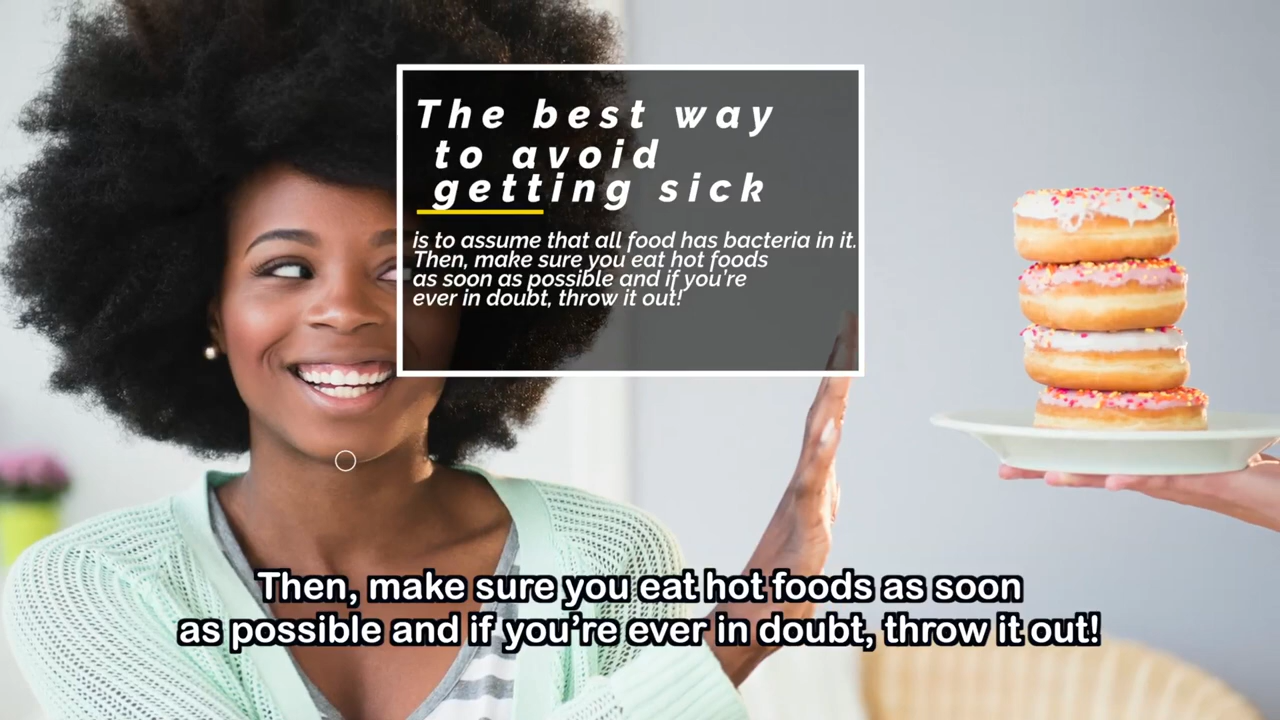 The best way
to avoid
getting sick
is to assume that all food has bacteria in it.
Then, make sure you eat hot foods
as soon as possible and if you’re
ever in doubt, throw it out!
Then, make sure you eat hot foods as soon
as possible and if you’re ever in doubt, throw it out!